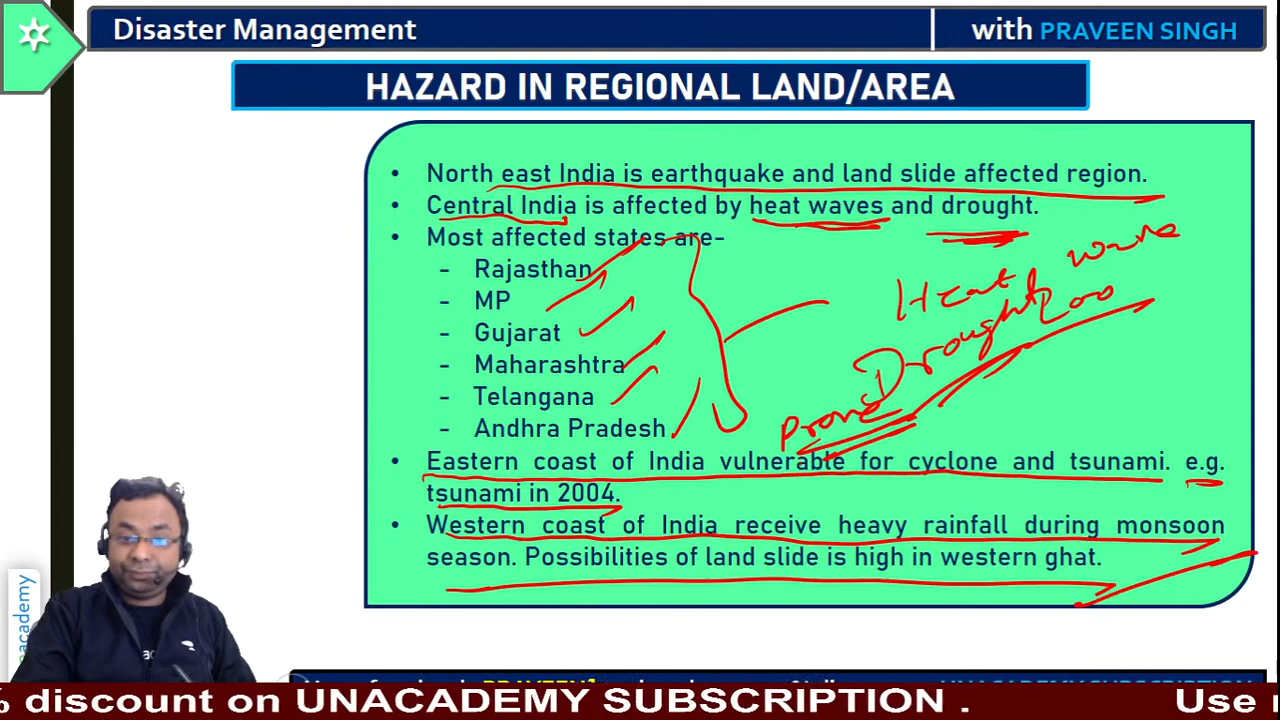 Disaster Management
with PRAVEEN SINGH
HAZARD IN REGIONAL LAND/AREA
• North east India is earthquake and land slide affected region.
• Central India is affected by heat waves and drought.
• Most affected states are-
- Rajasthan
- MP
- Gujarat
- Maharashtra
- Telangana
- Andhra Pradesh
Heat wave
Drought
Prone
• Eastern coast of India vulnerable for cyclone and tsunami. e.g.
tsunami in 2004.
• Western coast of India receive heavy rainfall during monsoon
season. Possibilities of land slide is high in western ghat.
academy
% discount on UNACADEMY SUBSCRIPTION .
Use